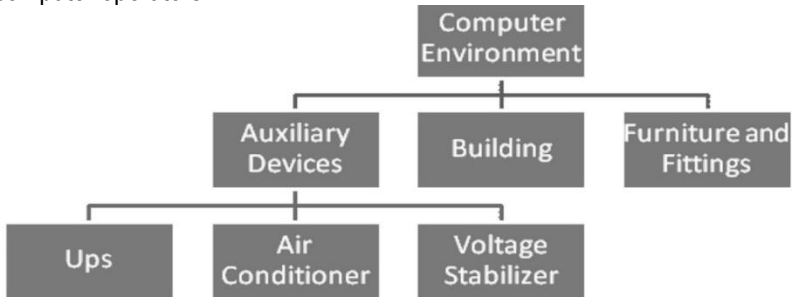 Computer
Environment
Auxiliary
Devices
Building
Furniture and
Fittings
Ups
Air
Conditioner
Voltage
Stabilizer